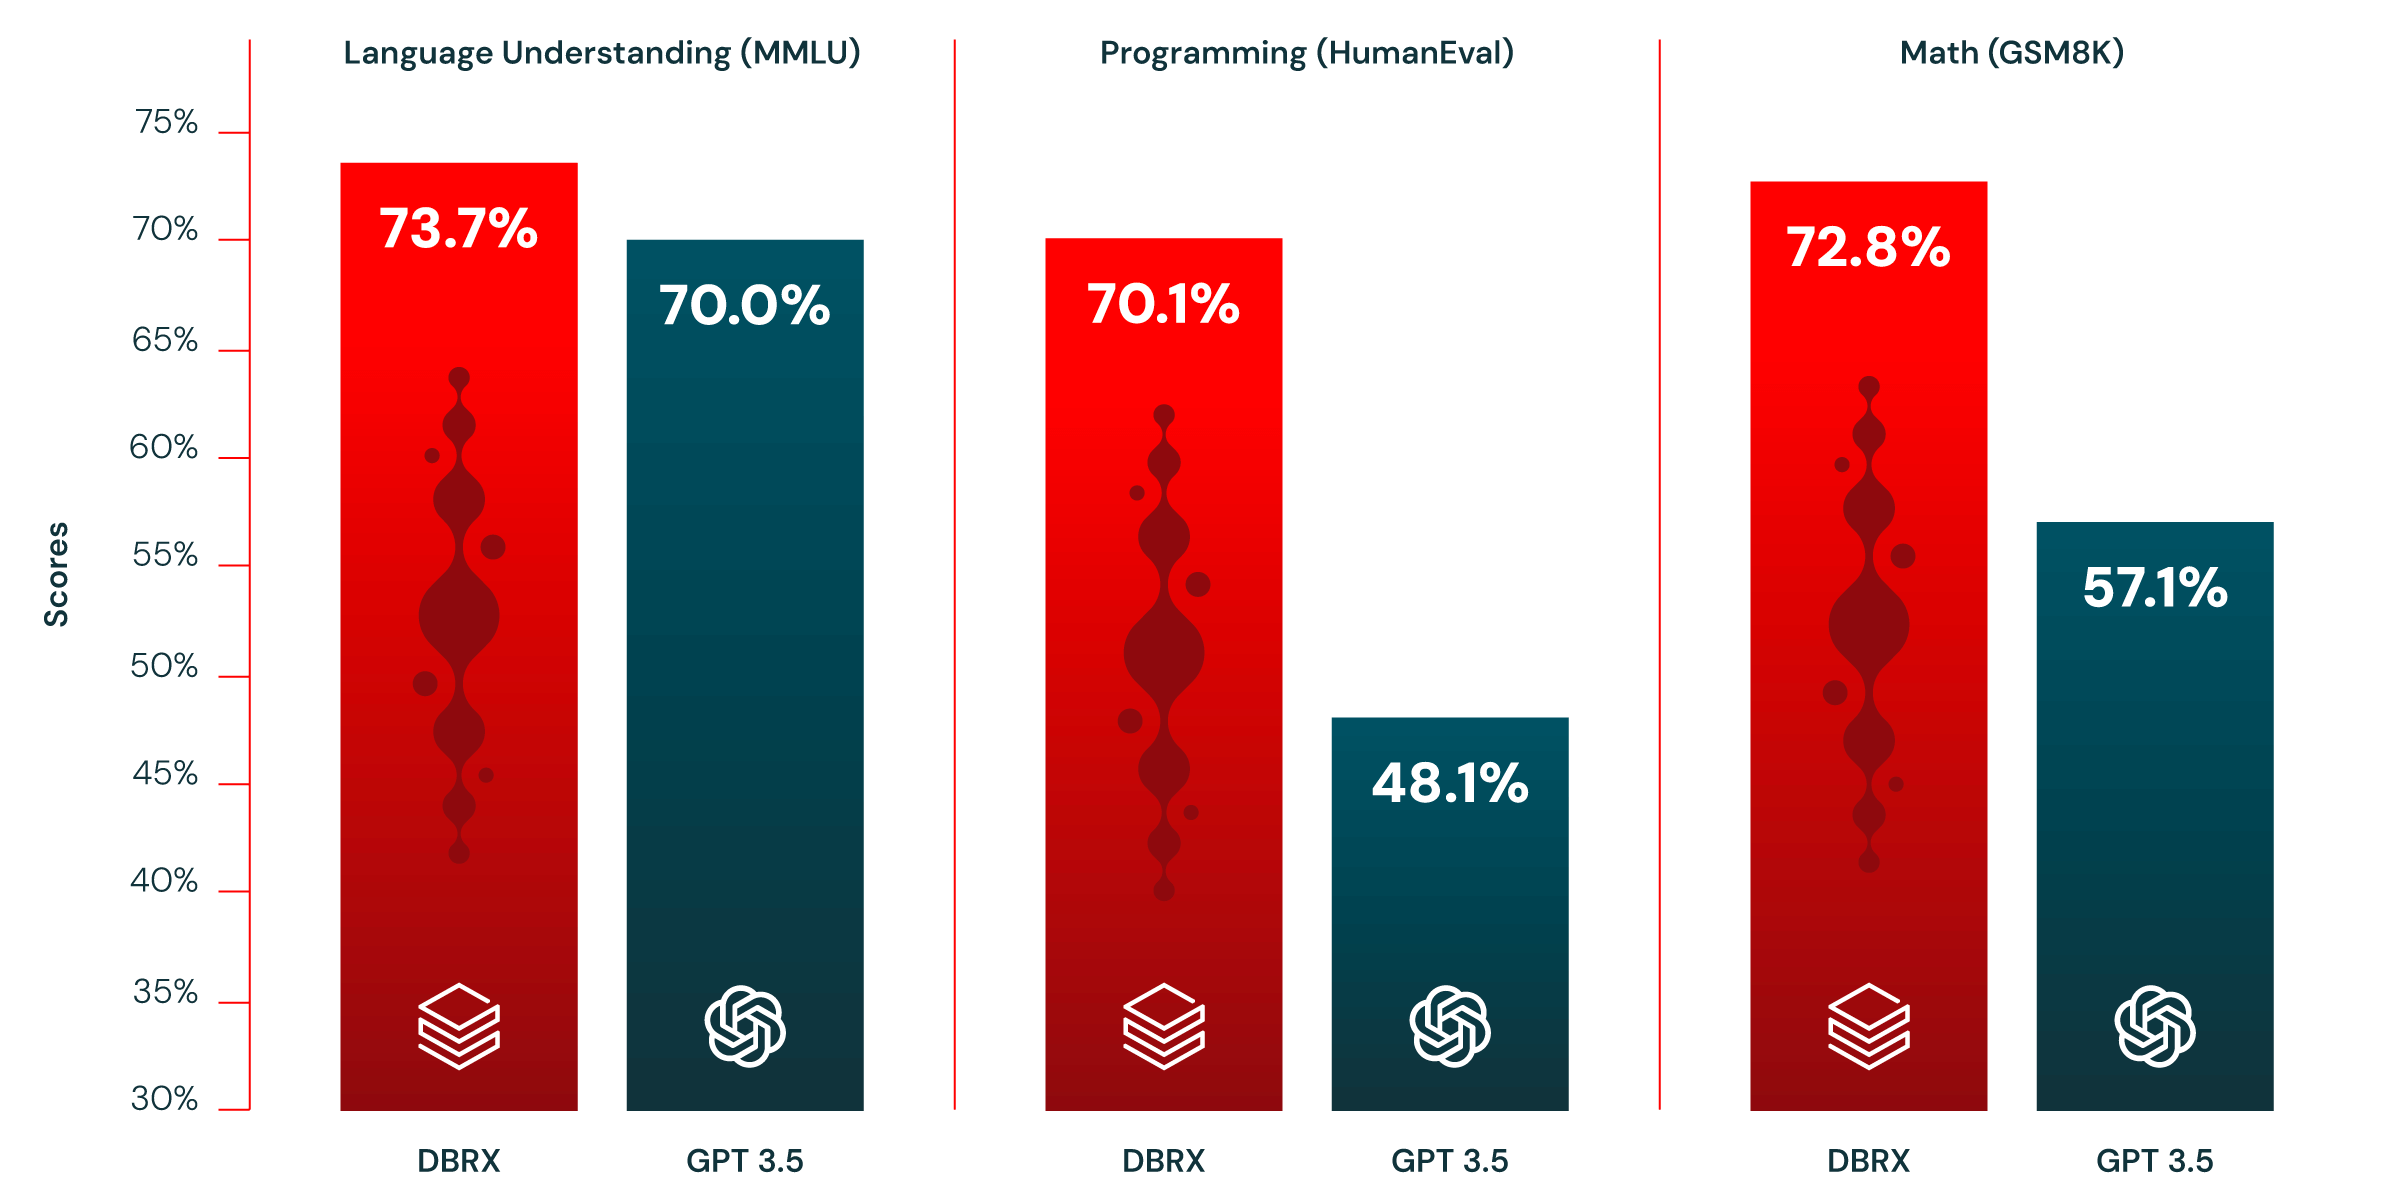 Language Understanding (MMLU)
Programming (HumanEval)
Math (GSM8K)
Scores
75%
70%
65%
60%
55%
50%
45%
40%
35%
30%
73.7%
70.0%
70.1%
48.1%
72.8%
57.1%
DBRX
GPT 3.5
DBRX
GPT 3.5
DBRX
GPT 3.5